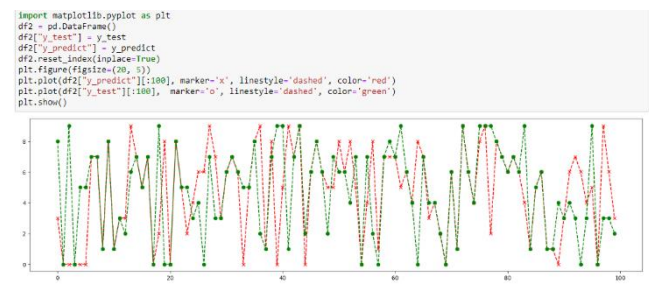 import matplotlib.pyplot as plt
df2 = pd.DataFrame()
df2["y_test"] = y_test
df2["y_predict"] = y_predict
df2.reset_index(inplace=True)
plt.figure(figsize=(20, 5))
plt.plot(df2["y_predict"][:100], marker='x', linestyle='dashed', color='red')
plt.plot(df2["y_test"][:100],  marker='o', linestyle='dashed', color='green')
plt.show()
8
6
4
2
0
0 20 40 60 80 100